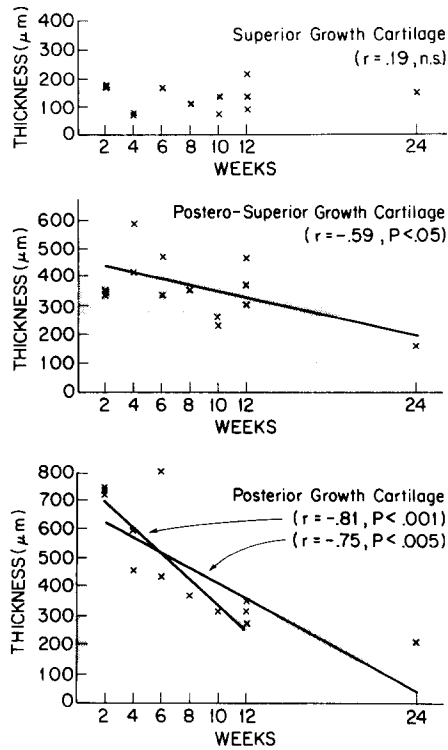 Superior Growth Cartilage
(r = .19, n.s.)
THICKNESS (μm)
400
300
200
100
0
2 4 6 8 10 12 24
WEEKS
Postero-Superior Growth Cartilage
(r=-.59, P<.05)
THICKNESS (μm)
600
500
400
300
200
100
0
2 4 6 8 10 12 24
WEEKS
Posterior Growth Cartilage
(r = -.81, P < .001)
(r = -.75, P < .005)
THICKNESS (μm)
800
700
600
500
400
300
200
100
0
2 4 6 8 10 12 24
WEEKS